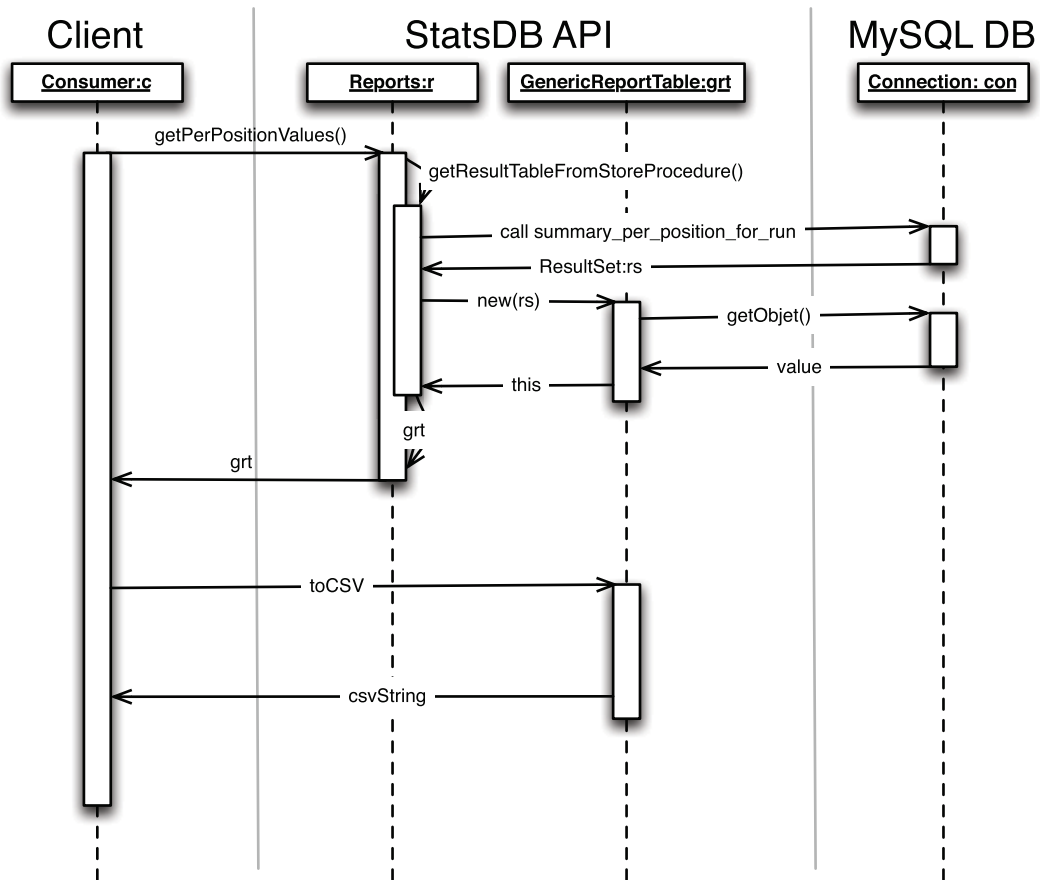 Client
StatsDB API
MySQL DB
Consumer:c
Reports:r
GenericReportTable:grt
Connection: con
getPerPositionValues()
getResultTableFromStoreProcedure()
call summary_per_position_for_run
ResultSet:rs
new(rs)
getObjet()
value
this
grt
grt
toCSV
csvString